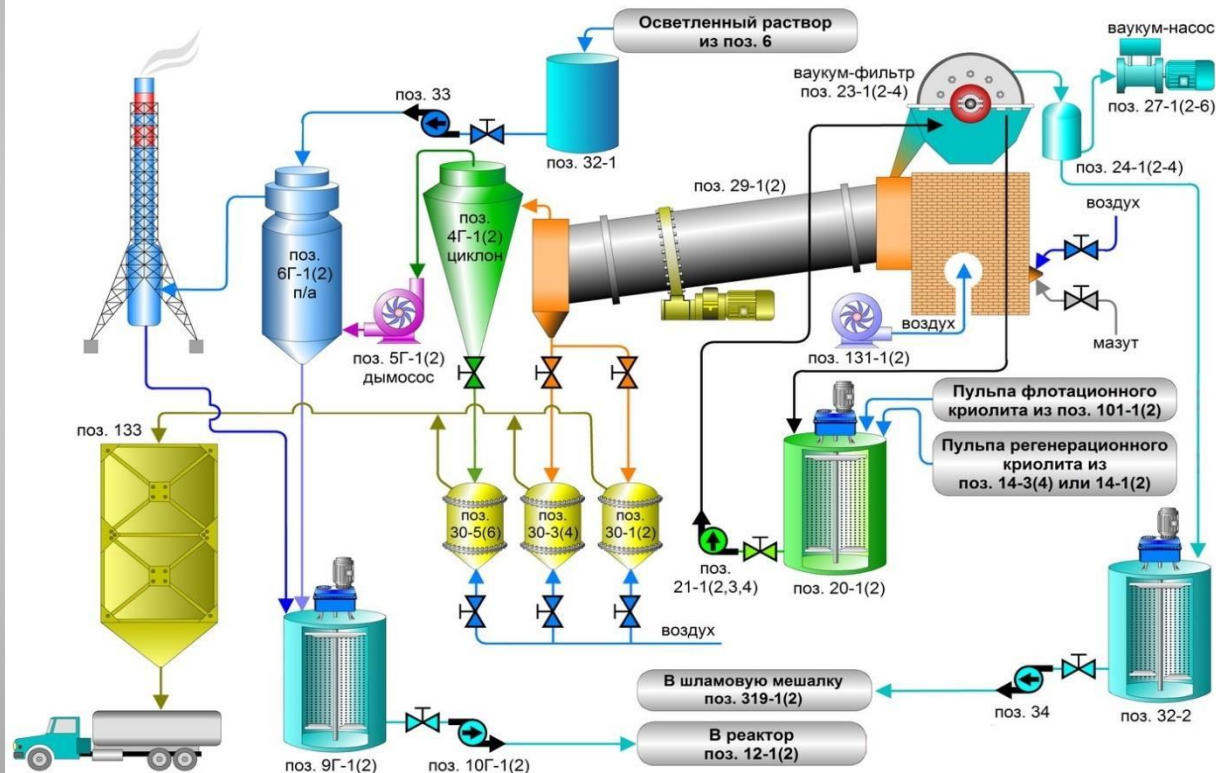 Осветленный раствор
из поз. 6
ваукум-насос
ваукум-фильтр
поз. 23-1(2-4)
поз. 27-1(2-6)
поз. 33
поз. 32-1
поз. 24-1(2-4)
поз. 29-1(2)
воздух
поз.
4Г-1(2)
циклон
поз.
6Г-1(2)
п/а
воздух
мазут
поз. 131-1(2)
поз. 5Г-1(2)
дымосос
Пульпа флотационного
криолита из поз. 101-1(2)
Пульпа регенерационного
криолита из
поз. 14-3(4) или 14-1(2)
поз. 133
поз.
30-5(6)
поз.
30-3(4)
поз.
30-1(2)
поз.
21-1(2,3,4)
поз. 20-1(2)
воздух
В шламовую мешалку
поз. 319-1(2)
поз. 34
поз. 32-2
В реактор
поз. 12-1(2)
поз. 9Г-1(2)
поз. 10Г-1(2)